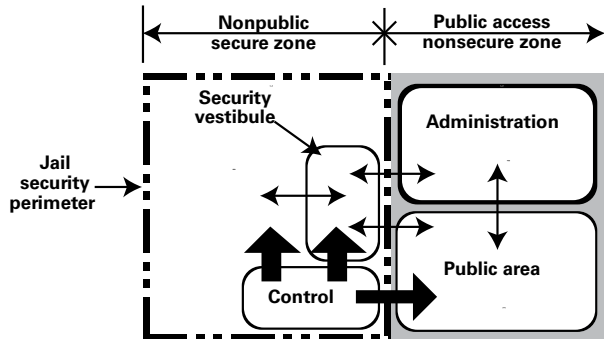 Nonpublic
secure zone
Public access
nonsecure zone
Security
vestibule
Administration
Jail
security
perimeter
Public area
Control